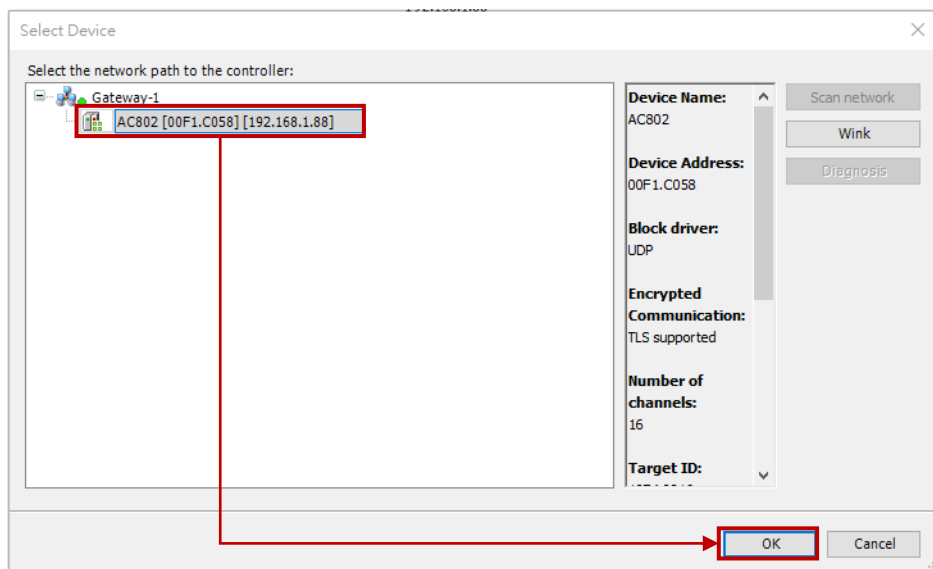 Select Device
Select the network path to the controller:
Gateway-1
AC802 [00F1.C058] [192.168.1.88]
Device Name:
AC802
Device Address:
00F1.C058
Block driver:
UDP
Encrypted
Communication:
TLS supported
Number of
channels:
16
Target ID:
Scan network
Wink
Diagnosis
OK
Cancel